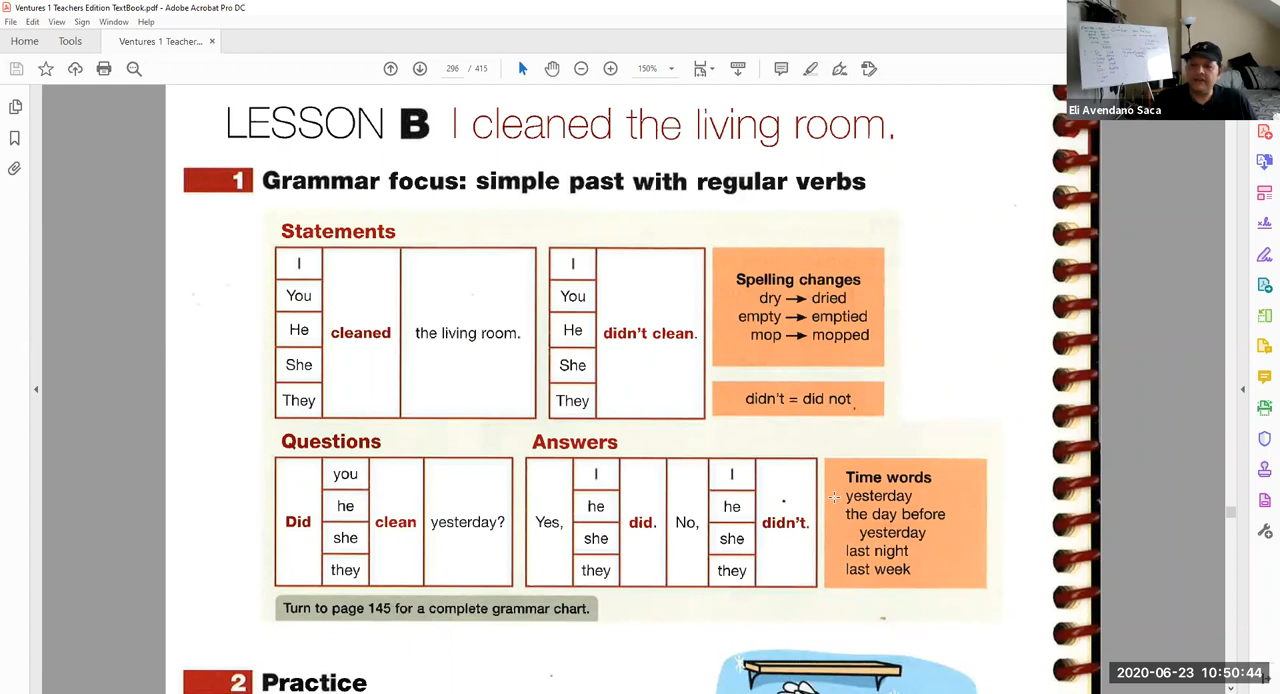 Ventures 1 Teachers Edition TextBook.pdf - Adobe Acrobat Pro DC
File Edit View Sign Window Help
Home Tools Ventures 1 Teacher... ×
296 / 415 150%
Eli Avendano Saca
LESSON B I cleaned the living room.
1 Grammar focus: simple past with regular verbs
Statements
I
You
He
She
They
cleaned
the living room.
I
You
He
She
They
didn't clean.
Spelling changes
dry → dried
empty → emptied
mop → mopped
didn't = did not
Questions
Did
you
he
she
they
clean
yesterday?
Answers
Yes,
I
he
she
they
did.
No,
I
he
she
they
didn't.
Time words
yesterday
the day before
yesterday
last night
last week
Turn to page 145 for a complete grammar chart.
2 Practice
2020-06-23 10:50:44